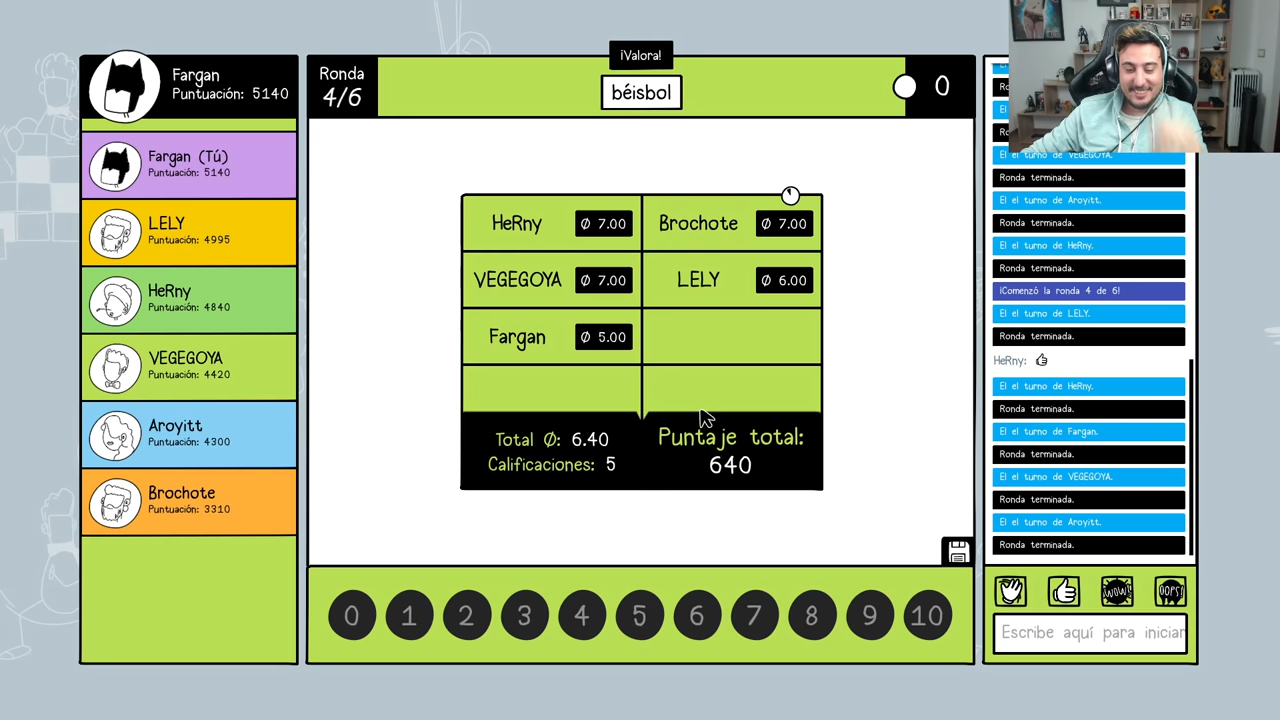 Fargan
Puntuación: 5140
Fargan (Tú)
Puntuación: 5140
LELY
Puntuación: 4995
HeRny
Puntuación: 4840
VEGEGOYA
Puntuación: 4420
Aroyitt
Puntuación: 4300
Brochote
Puntuación: 3310
Ronda
4/6
¡Valora!
béisbol
0
HeRny Ø 7.00 Brochote Ø 7.00
VEGEGOYA Ø 7.00 LELY Ø 6.00
Fargan Ø 5.00
Total Ø: 6.40
Calificaciones: 5
Puntaje total:
640
0 1 2 3 4 5 6 7 8 9 10
El el turno de VEGEGOYA.
Ronda terminada.
El el turno de Aroyitt.
Ronda terminada.
El el turno de HeRny.
Ronda terminada.
¡Comenzó la ronda 4 de 6!
El el turno de LELY.
Ronda terminada.
HeRny:
El el turno de HeRny.
Ronda terminada.
El el turno de Fargan.
Ronda terminada.
El el turno de VEGEGOYA.
Ronda terminada.
El el turno de Aroyitt.
Ronda terminada.
WOW!
OOPS!
Escribe aquí para iniciar